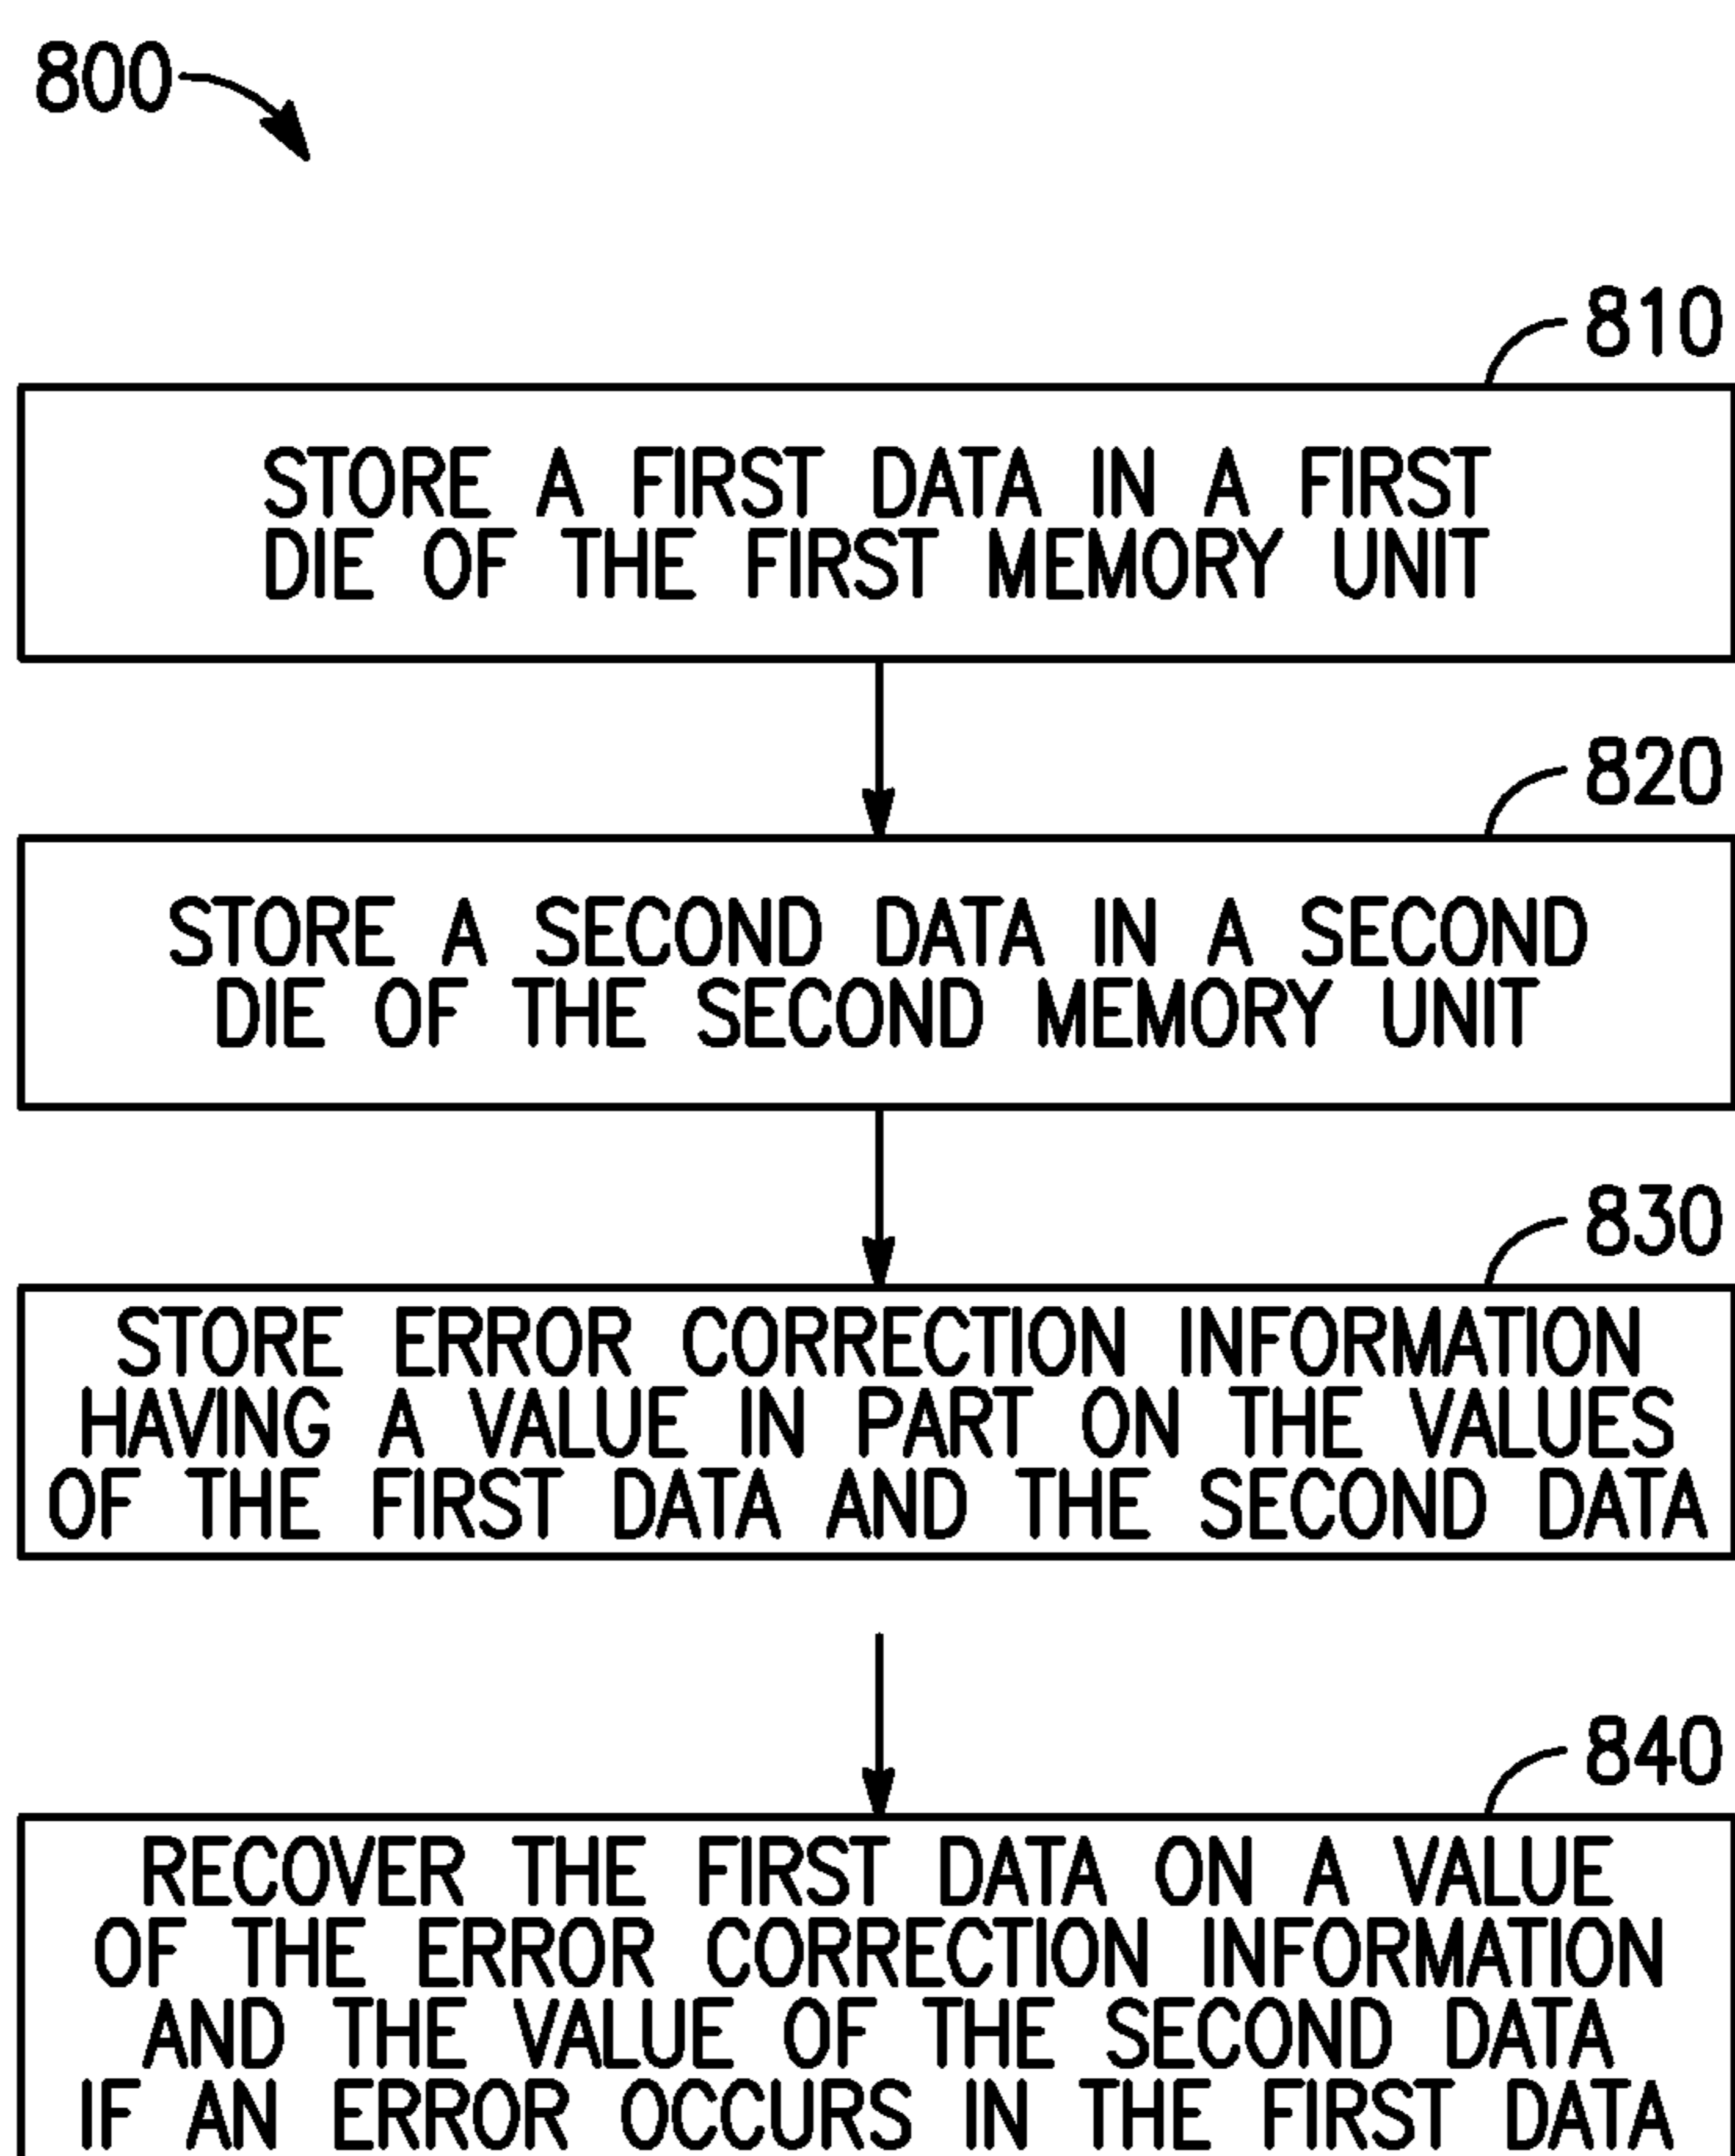 800
810
STORE A FIRST DATA IN A FIRST
DIE OF THE FIRST MEMORY UNIT
820
STORE A SECOND DATA IN A SECOND
DIE OF THE SECOND MEMORY UNIT
830
STORE ERROR CORRECTION INFORMATION
HAVING A VALUE IN PART ON THE VALUES
OF THE FIRST DATA AND THE SECOND DATA
840
RECOVER THE FIRST DATA ON A VALUE
OF THE ERROR CORRECTION INFORMATION
AND THE VALUE OF THE SECOND DATA
IF AN ERROR OCCURS IN THE FIRST DATA